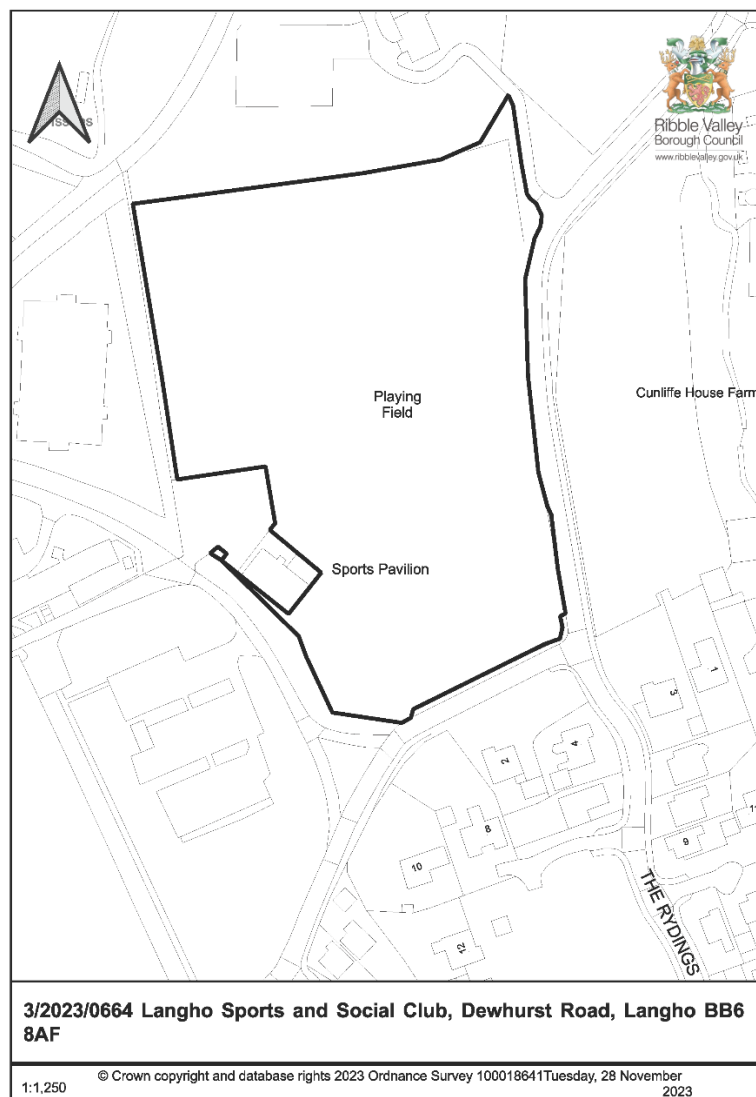 Ribble Valley
Borough Council
www.ribblevalley.gov.uk
Playing
Field
Cunliffe House Farm
Sports Pavilion
1
3
4
2
8
10
9
12
THE RYDINGS
3/2023/0664 Langho Sports and Social Club, Dewhurst Road, Langho BB6
8AF
© Crown copyright and database rights 2023 Ordnance Survey 100018641Tuesday, 28 November
2023
1:1,250